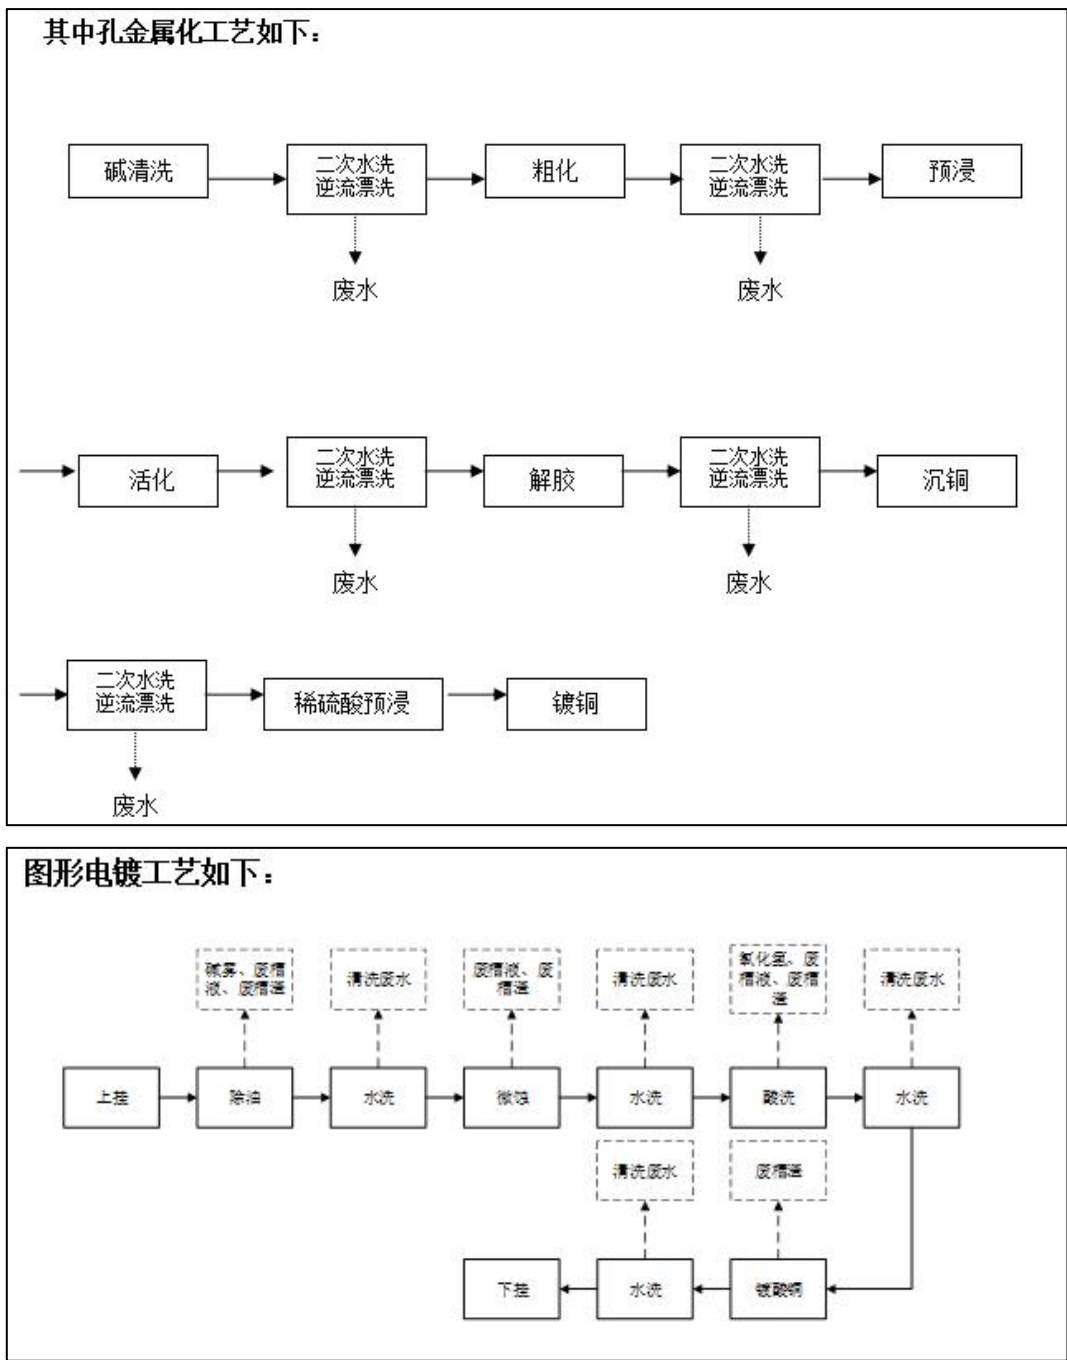 其中孔金属化工艺如下：
碱清洗
二次水洗
逆流漂洗
粗化
二次水洗
逆流漂洗
预浸
废水
废水
活化
二次水洗
逆流漂洗
解胶
二次水洗
逆流漂洗
沉铜
废水
废水
二次水洗
逆流漂洗
稀硫酸预浸
镀铜
废水
图形电镀工艺如下：
碱雾、废槽
液、废槽渣
清洗废水
废槽液、废
槽渣
清洗废水
氯化氢、废
槽液、废槽
渣
清洗废水
上挂
除油
水洗
微蚀
水洗
酸洗
水洗
清洗废水
废槽渣
下挂
水洗
镀酸铜